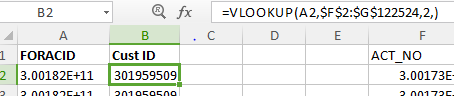 B2 fx =VLOOKUP(A2,$F$2:$G$122524,2,)
A B C D E F
1 FORACID Cust ID ACT_NO
2 3.00182E+11 301959509 3.00173E
3.00182E+11 301959509 3.00173E